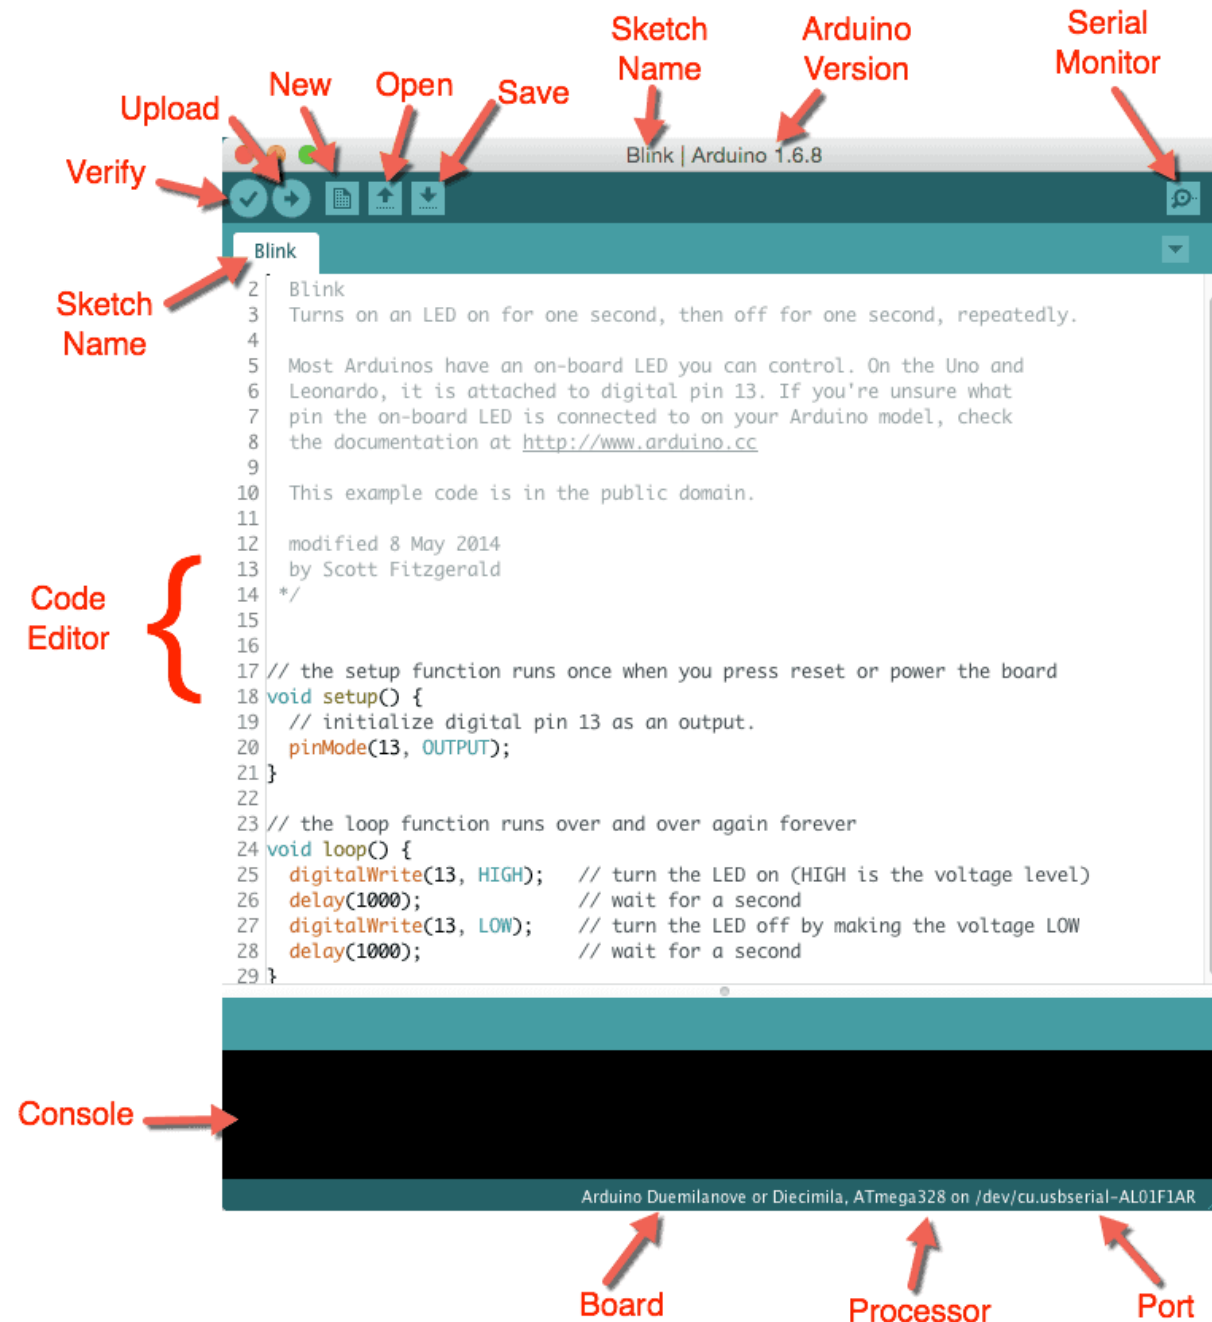 Sketch
Name
Arduino
Version
Serial
Monitor
New
Open
Save
Upload
Verify
Blink | Arduino 1.6.8
Blink
Sketch
Name
2 Blink
3 Turns on an LED on for one second, then off for one second, repeatedly.
4
5 Most Arduinos have an on-board LED you can control. On the Uno and
6 Leonardo, it is attached to digital pin 13. If you're unsure what
7 pin the on-board LED is connected to on your Arduino model, check
8 the documentation at http://www.arduino.cc
9
10 This example code is in the public domain.
11
12 modified 8 May 2014
13 by Scott Fitzgerald
14 */
15
16
17 // the setup function runs once when you press reset or power the board
18 void setup() {
19 // initialize digital pin 13 as an output.
20 pinMode(13, OUTPUT);
21 }
22
23 // the loop function runs over and over again forever
24 void loop() {
25 digitalWrite(13, HIGH); // turn the LED on (HIGH is the voltage level)
26 delay(1000); // wait for a second
27 digitalWrite(13, LOW); // turn the LED off by making the voltage LOW
28 delay(1000); // wait for a second
29 }
Code
Editor
Console
Arduino Duemilanove or Diecimila, ATmega328 on /dev/cu.usbserial-AL01F1AR
Board
Processor
Port